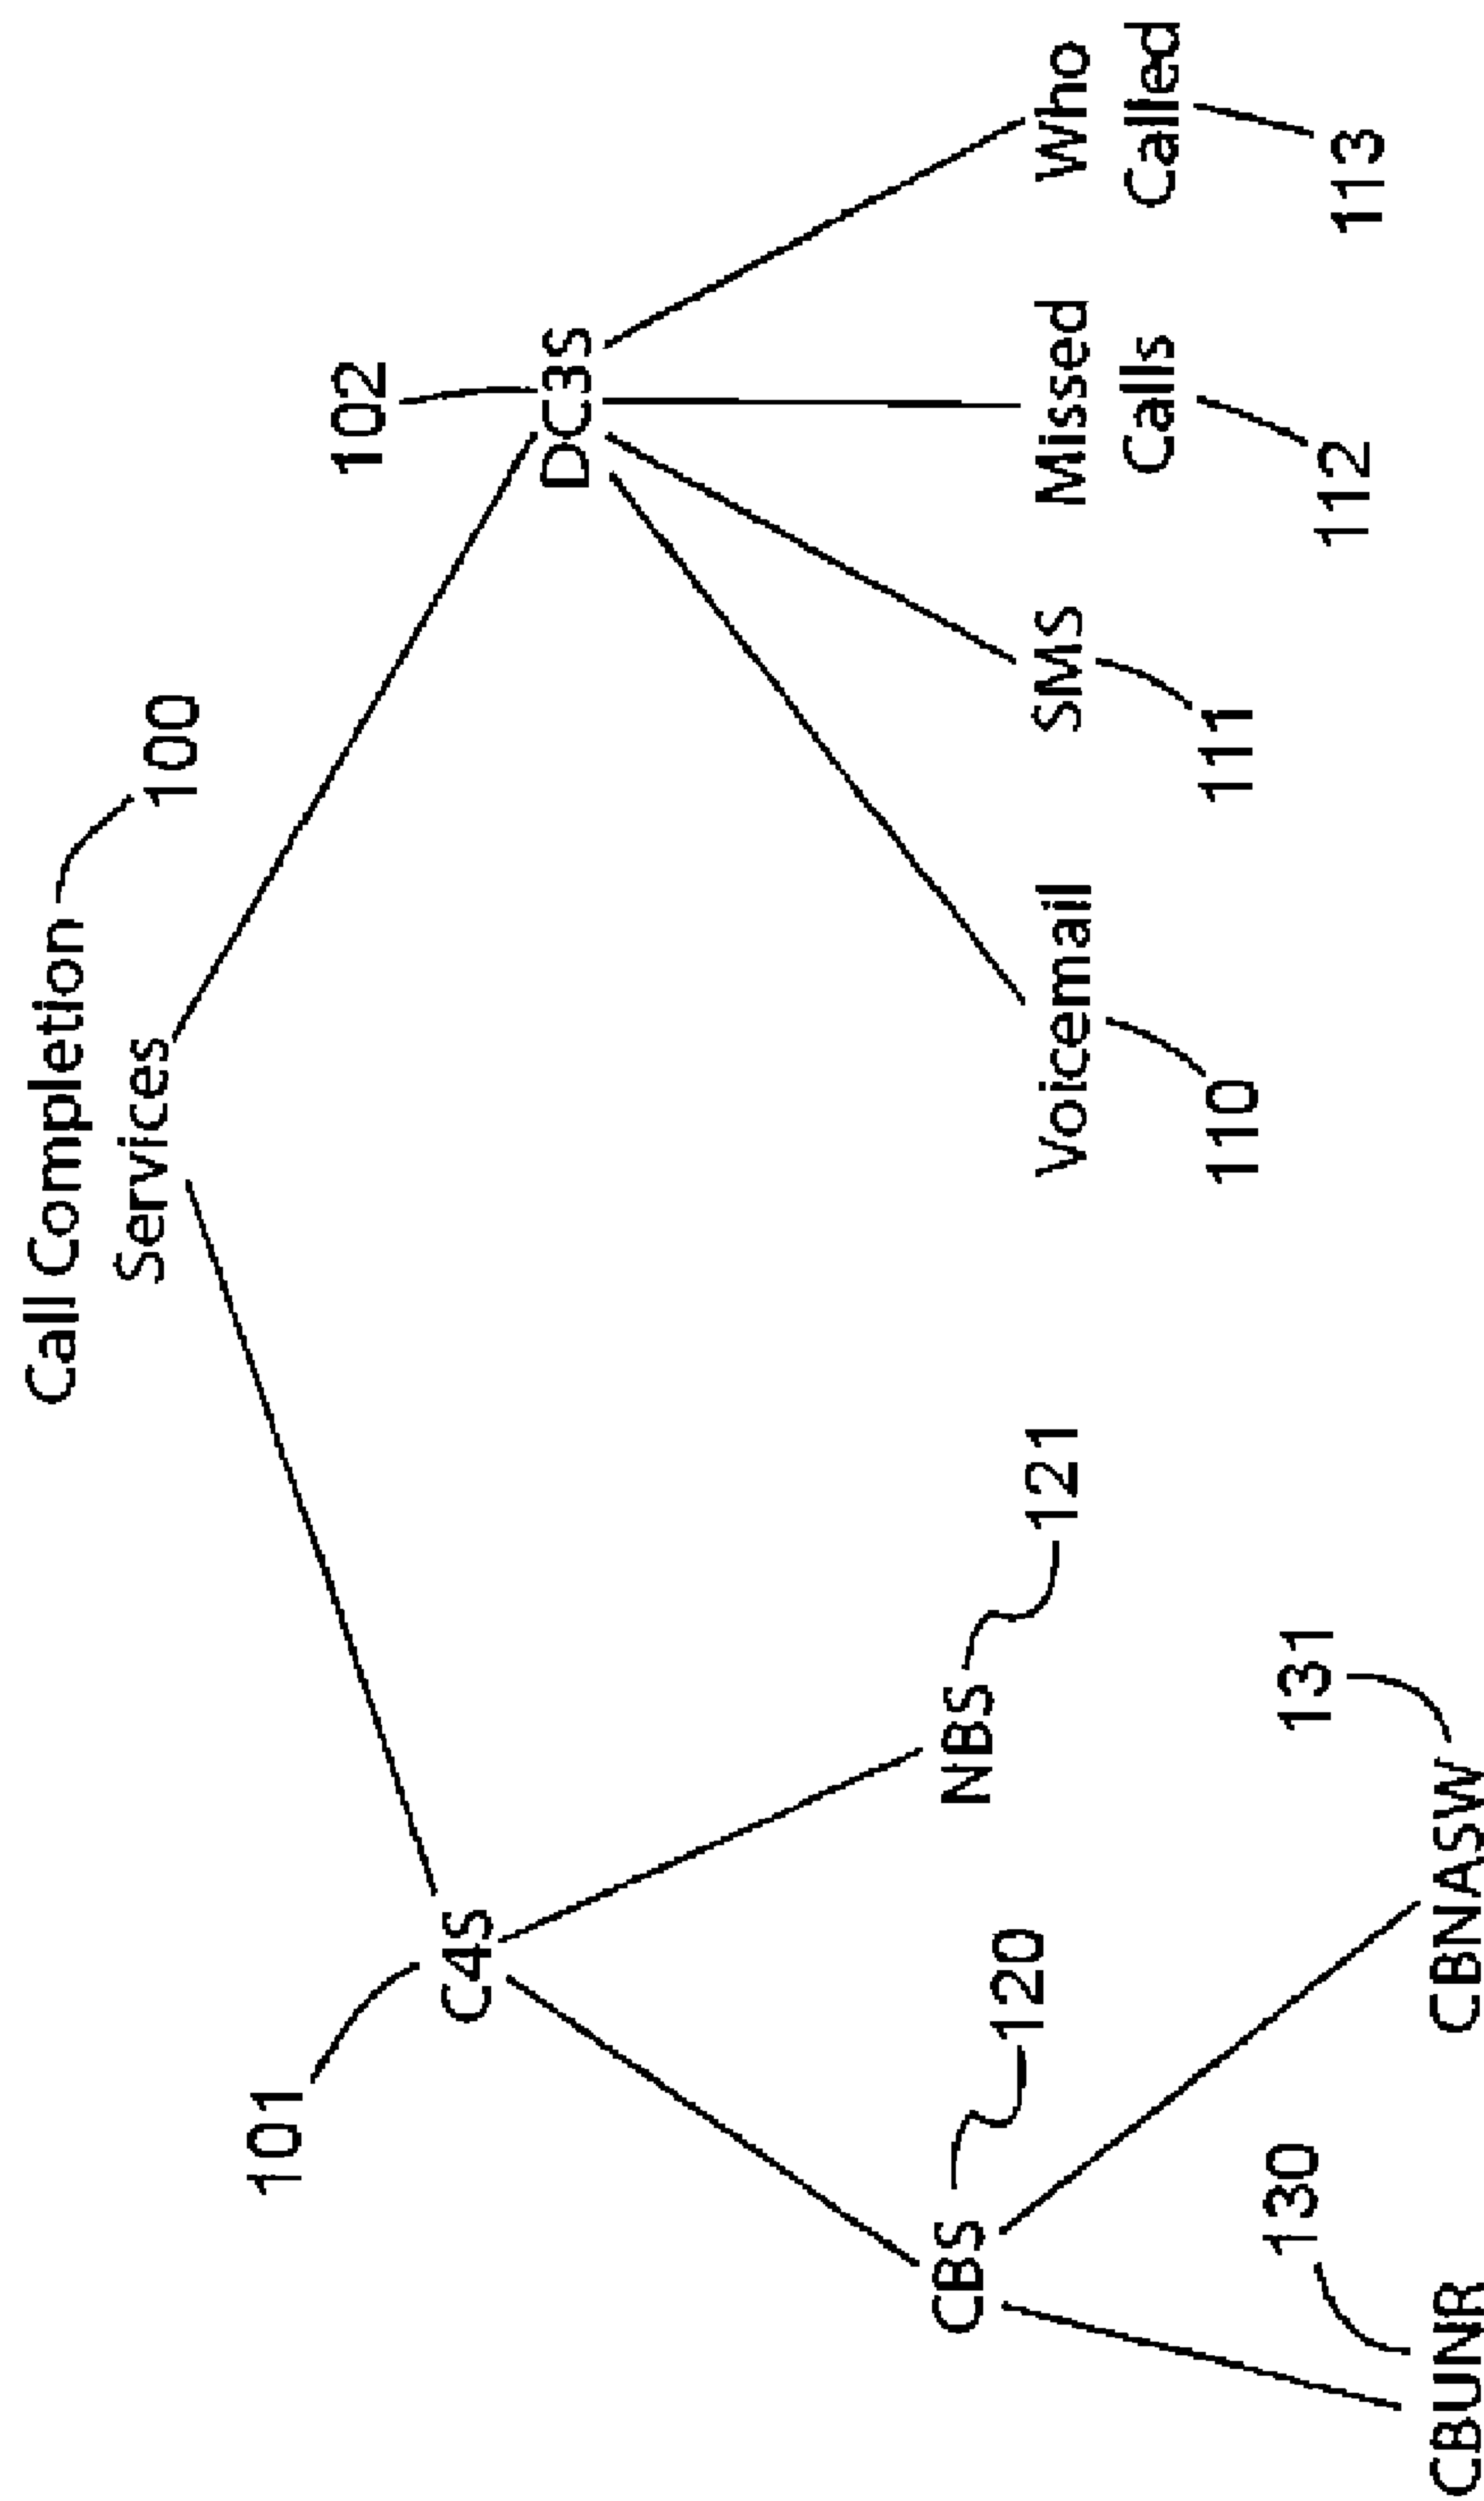 Call Completion
Services
100
102
101
C4S
DC3S
CBS
120
NBS
121
Voicemail
110
SMS
111
Missed
Calls
112
Who
Called
113
130
131
CBUNR
CBNASW